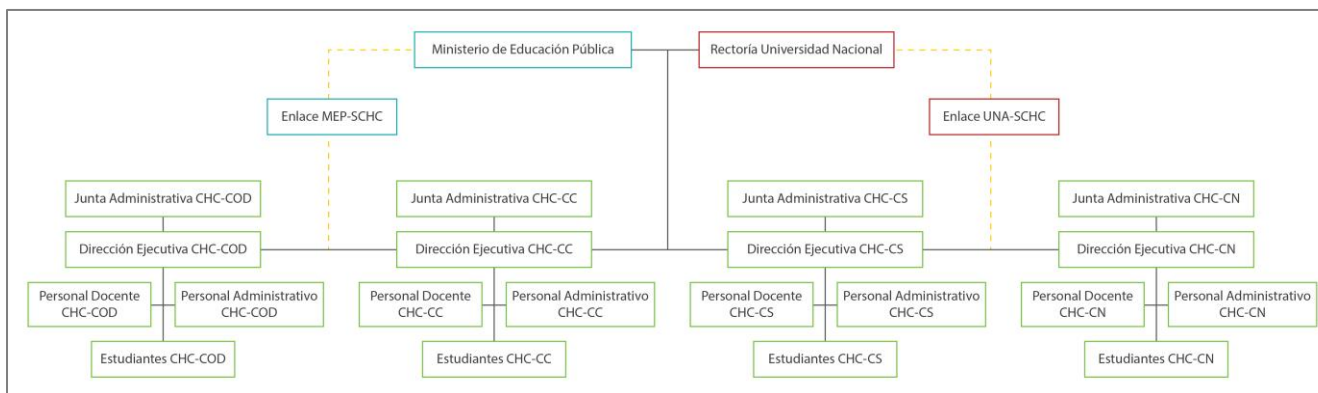 Ministerio de Educación Pública
Rectoría Universidad Nacional
Enlace MEP-SCHC
Enlace UNA-SCHC
Junta Administrativa CHC-COD
Junta Administrativa CHC-CC
Junta Administrativa CHC-CS
Junta Administrativa CHC-CN
Dirección Ejecutiva CHC-COD
Dirección Ejecutiva CHC-CC
Dirección Ejecutiva CHC-CS
Dirección Ejecutiva CHC-CN
Personal Docente
CHC-COD
Personal Administrativo
CHC-COD
Personal Docente
CHC-CC
Personal Administrativo
CHC-CC
Personal Docente
CHC-CS
Personal Administrativo
CHC-CS
Personal Docente
CHC-CN
Personal Administrativo
CHC-CN
Estudiantes CHC-COD
Estudiantes CHC-CC
Estudiantes CHC-CS
Estudiantes CHC-CN